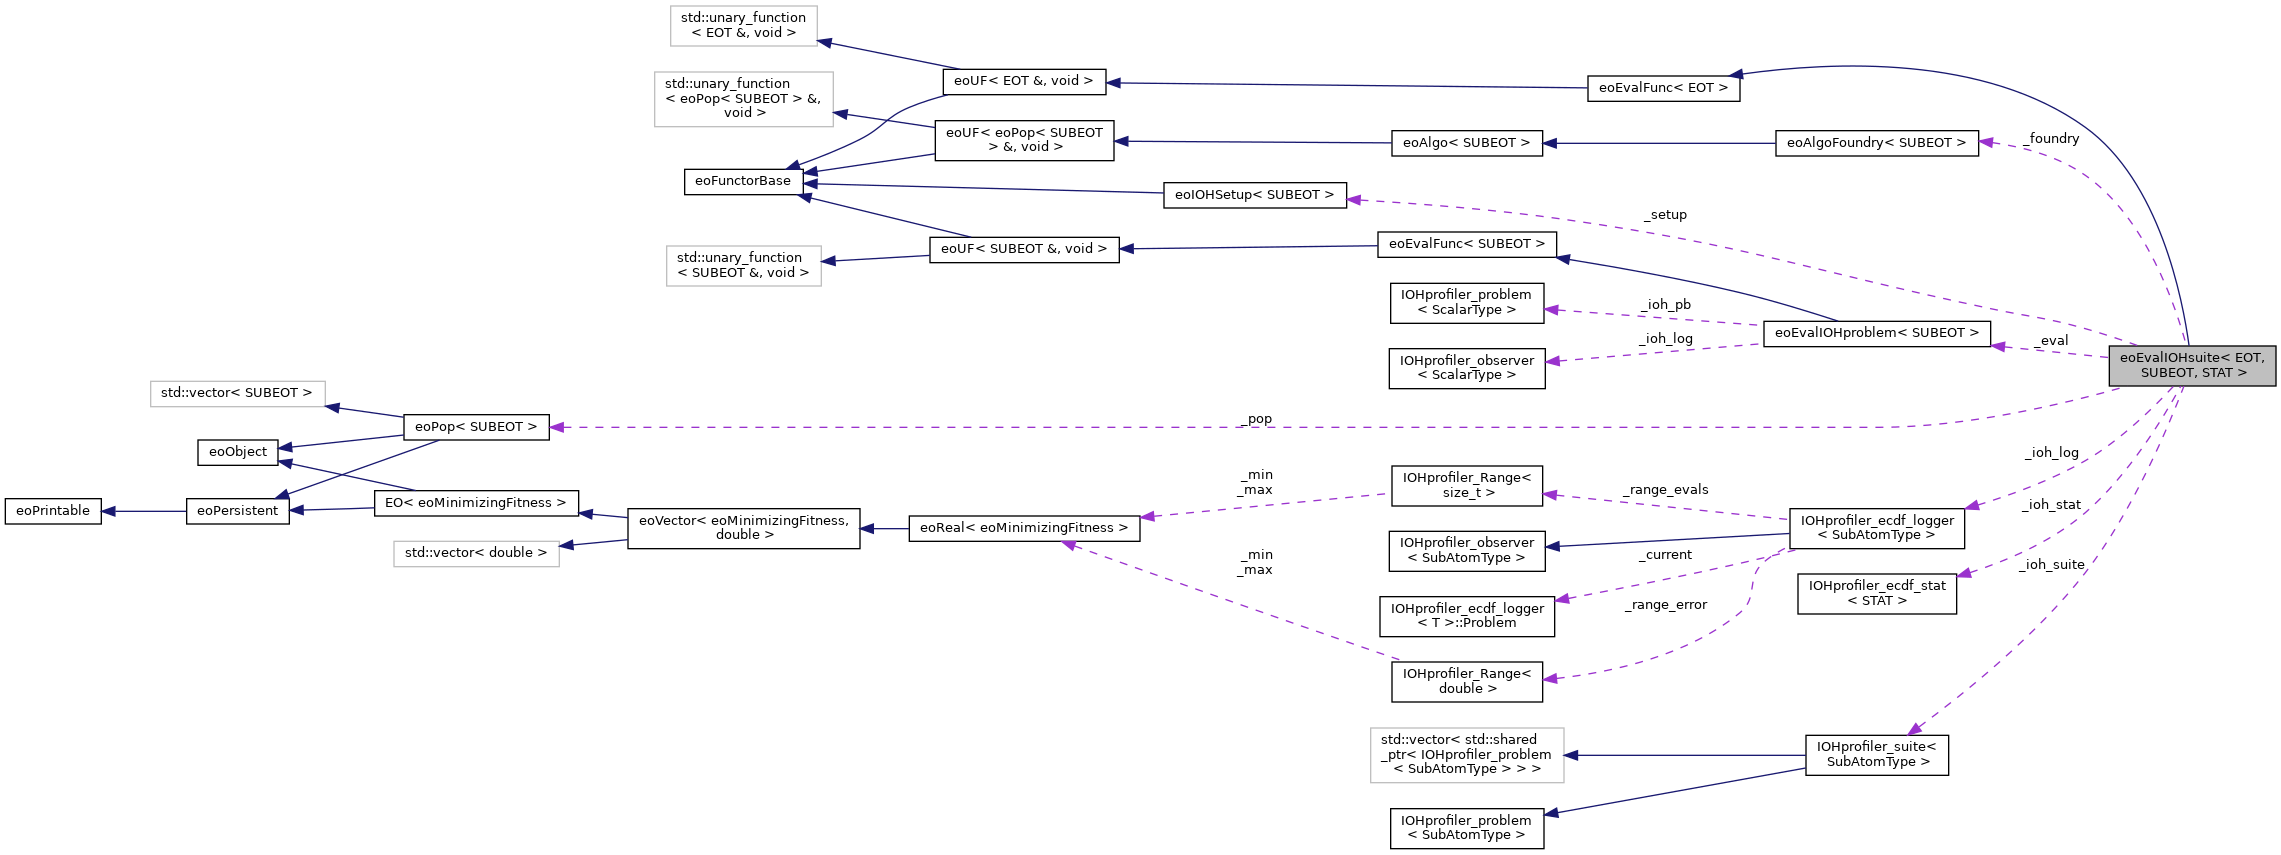 std::unary_function
< EOT &, void >
eoUF< EOT &, void >
eoEvalFunc< EOT >
std::unary_function
< eoPop< SUBEOT > &,
void >
eoUF< eoPop< SUBEOT
> &, void >
eoAlgo< SUBEOT >
eoAlgoFoundry< SUBEOT >
_foundry
eoFunctorBase
eoIOHSetup< SUBEOT >
_setup
std::unary_function
< SUBEOT &, void >
eoUF< SUBEOT &, void >
eoEvalFunc< SUBEOT >
IOHprofiler_problem
< ScalarType >
_ioh_pb
eoEvalIOHproblem< SUBEOT >
_ioh_log
IOHprofiler_observer
< ScalarType >
_eval
eoEvalIOHsuite< EOT,
SUBEOT, STAT >
std::vector< SUBEOT >
eoPop< SUBEOT >
_pop
eoObject
_ioh_log
eoPrintable
eoPersistent
EO< eoMinimizingFitness >
eoVector< eoMinimizingFitness,
double >
std::vector< double >
eoReal< eoMinimizingFitness >
_min
_max
IOHprofiler_Range<
size_t >
_range_evals
IOHprofiler_ecdf_logger
< SubAtomType >
_ioh_stat
IOHprofiler_observer
< SubAtomType >
_min
_max
_current
_ioh_suite
IOHprofiler_ecdf_stat
< STAT >
IOHprofiler_ecdf_logger
< T >::Problem
_range_error
IOHprofiler_Range<
double >
std::vector< std::shared
_ptr< IOHprofiler_problem
< SubAtomType > > >
IOHprofiler_suite<
SubAtomType >
IOHprofiler_problem
< SubAtomType >